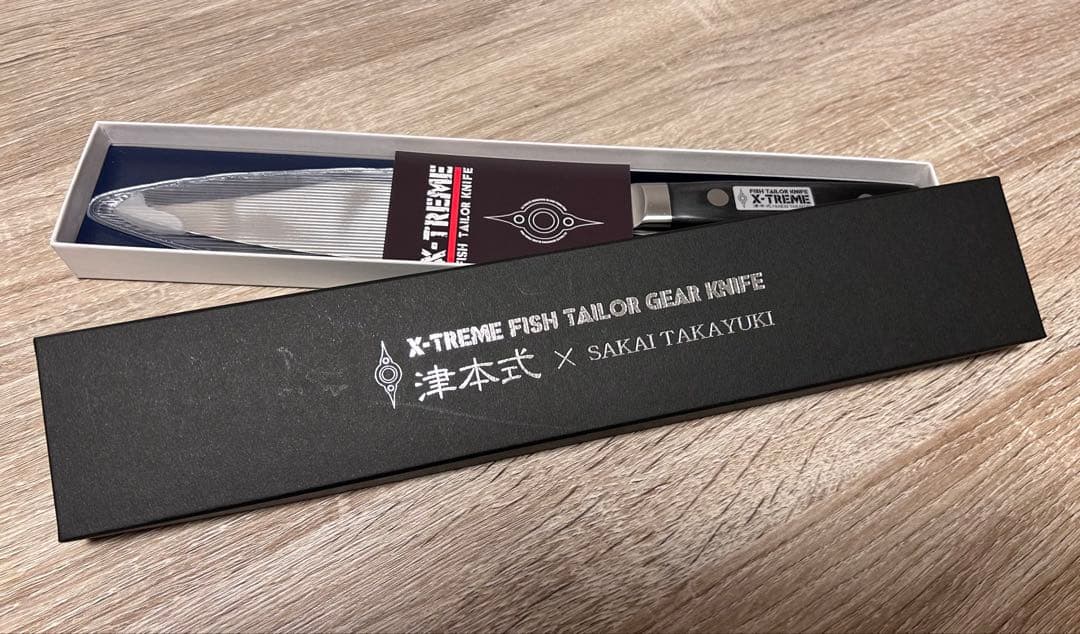 X-TREME
FISH TAILOR KNIFE
FISH TAILOR KNIFE
X-TREME
X-TREME FISH TAILOR GEAR KNIFE
津本式 × SAKAI TAKAYUKI